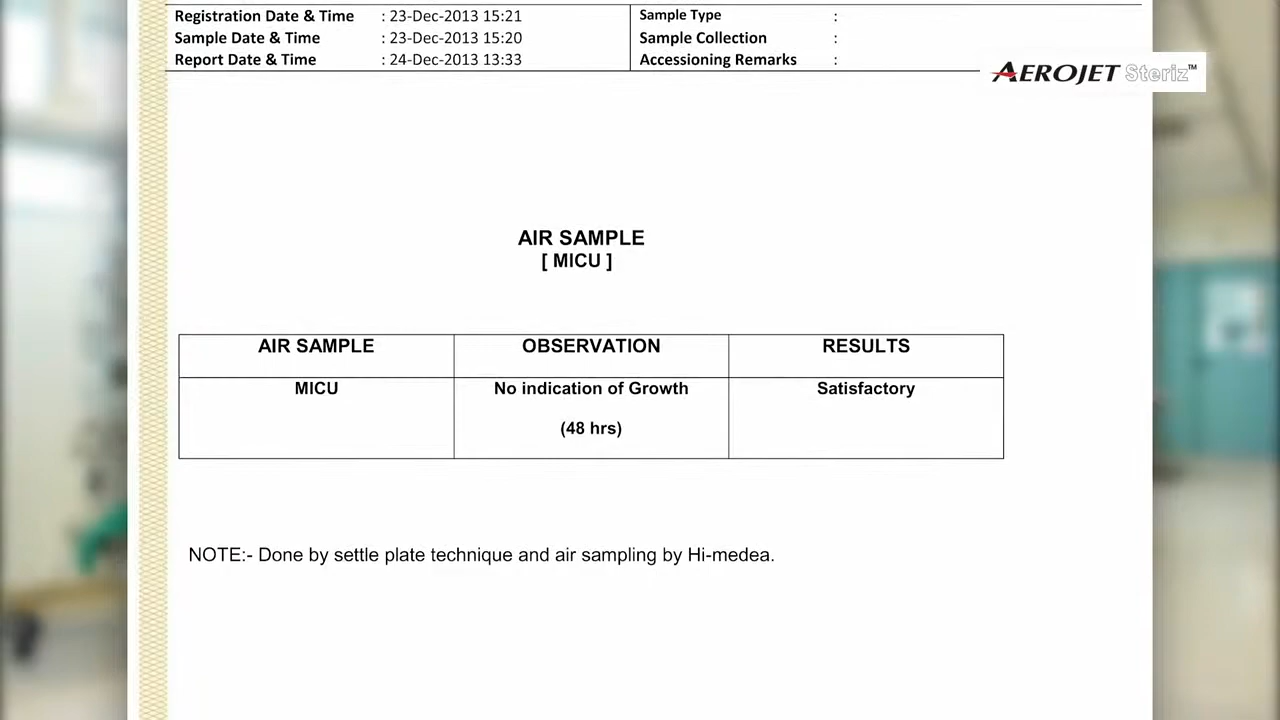 Registration Date & Time : 23-Dec-2013 15:21
Sample Type :
Sample Date & Time : 23-Dec-2013 15:20
Sample Collection :
Report Date & Time : 24-Dec-2013 13:33
Accessioning Remarks :
AEROJET Steriz™
AIR SAMPLE
[ MICU ]
AIR SAMPLE OBSERVATION RESULTS
MICU No indication of Growth Satisfactory
(48 hrs)
NOTE:- Done by settle plate technique and air sampling by Hi-medea.